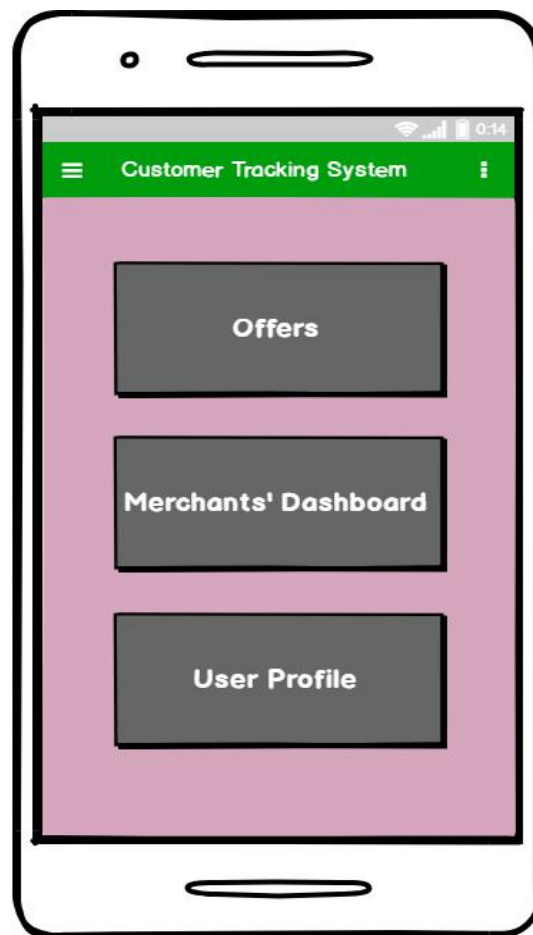 0:14
Customer Tracking System
Offers
Merchants' Dashboard
User Profile